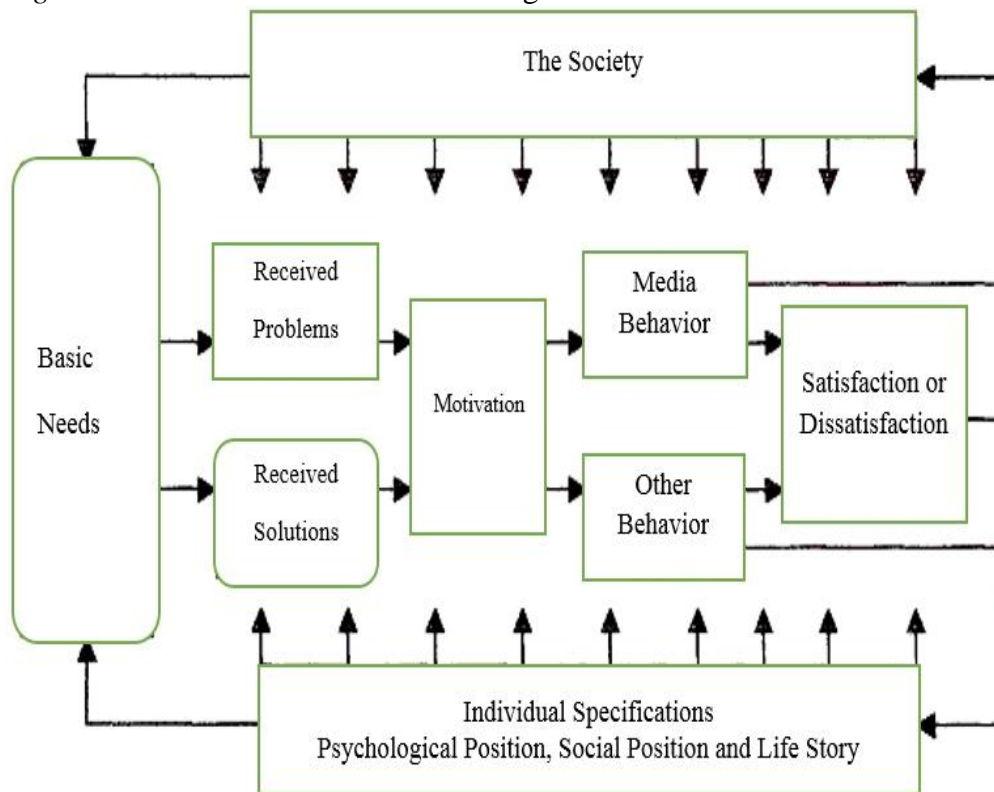 The Society
Received
Problems
Media
Behavior
Basic
Needs
Motivation
Satisfaction or
Dissatisfaction
Received
Solutions
Other
Behavior
Individual Specifications
Psychological Position, Social Position and Life Story